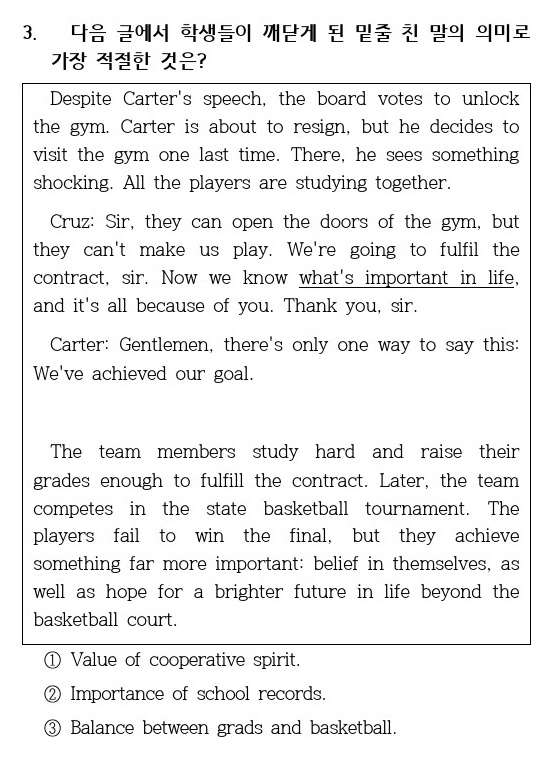 3. 다음 글에서 학생들이 깨닫게 된 밑줄 친 말의 의미로
가장 적절한 것은?
Despite Carter's speech, the board votes to unlock
the gym. Carter is about to resign, but he decides to
visit the gym one last time. There, he sees something
shocking. All the players are studying together.
Cruz: Sir, they can open the doors of the gym, but
they can't make us play. We're going to fulfil the
contract, sir. Now we know what's important in life,
and it's all because of you. Thank you, sir.
Carter: Gentlemen, there's only one way to say this:
We've achieved our goal.
The team members study hard and raise their
grades enough to fulfill the contract. Later, the team
competes in the state basketball tournament. The
players fail to win the final, but they achieve
something far more important: belief in themselves, as
well as hope for a brighter future in life beyond the
basketball court.
① Value of cooperative spirit.
② Importance of school records.
③ Balance between grads and basketball.